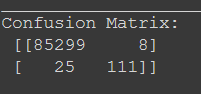 Confusion Matrix:
[[85299     8]
[   25   111]]